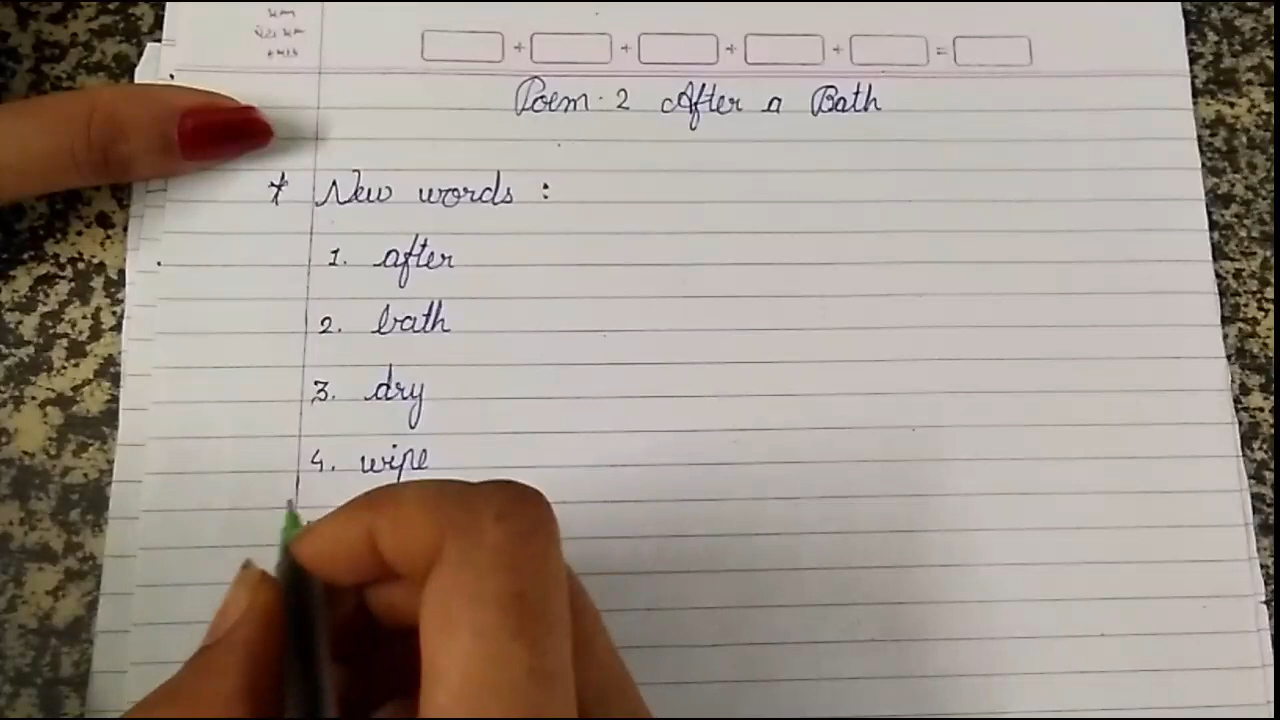 + + + + =
Poem-2 After a Bath
* New words :
1. after
2. bath
3. dry
4. wipe